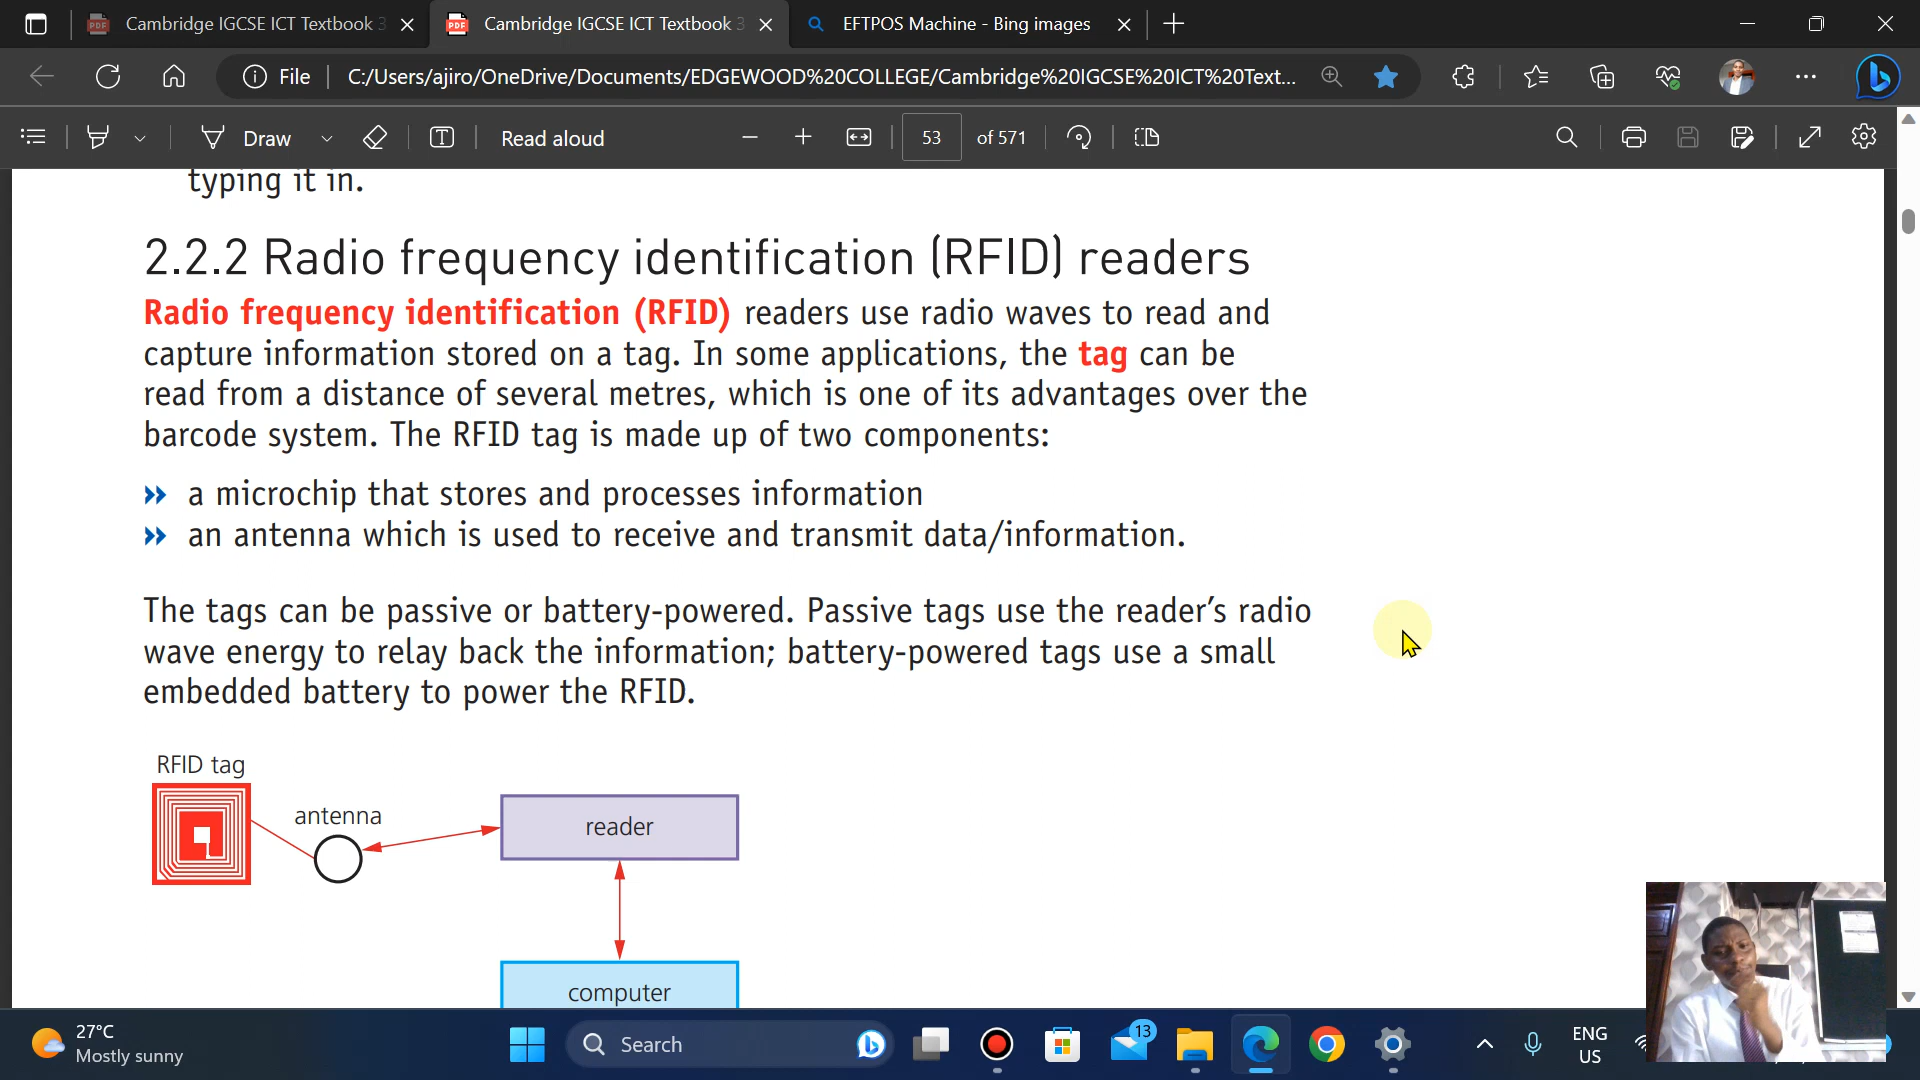 Cambridge IGCSE ICT Textbook 3
Cambridge IGCSE ICT Textbook 3
EFTPOS Machine - Bing images
File
C:/Users/ajiro/OneDrive/Documents/EDGEWOOD%20COLLEGE/Cambridge%20IGCSE%20ICT%20Text...
Draw
Read aloud
53
of 571
typing it in.
2.2.2 Radio frequency identification (RFID) readers
Radio frequency identification (RFID) readers use radio waves to read and
capture information stored on a tag. In some applications, the tag can be
read from a distance of several metres, which is one of its advantages over the
barcode system. The RFID tag is made up of two components:
» a microchip that stores and processes information
» an antenna which is used to receive and transmit data/information.
The tags can be passive or battery-powered. Passive tags use the reader's radio
wave energy to relay back the information; battery-powered tags use a small
embedded battery to power the RFID.
RFID tag
antenna
reader
computer
27°C
Mostly sunny
Search
13
ENG
US